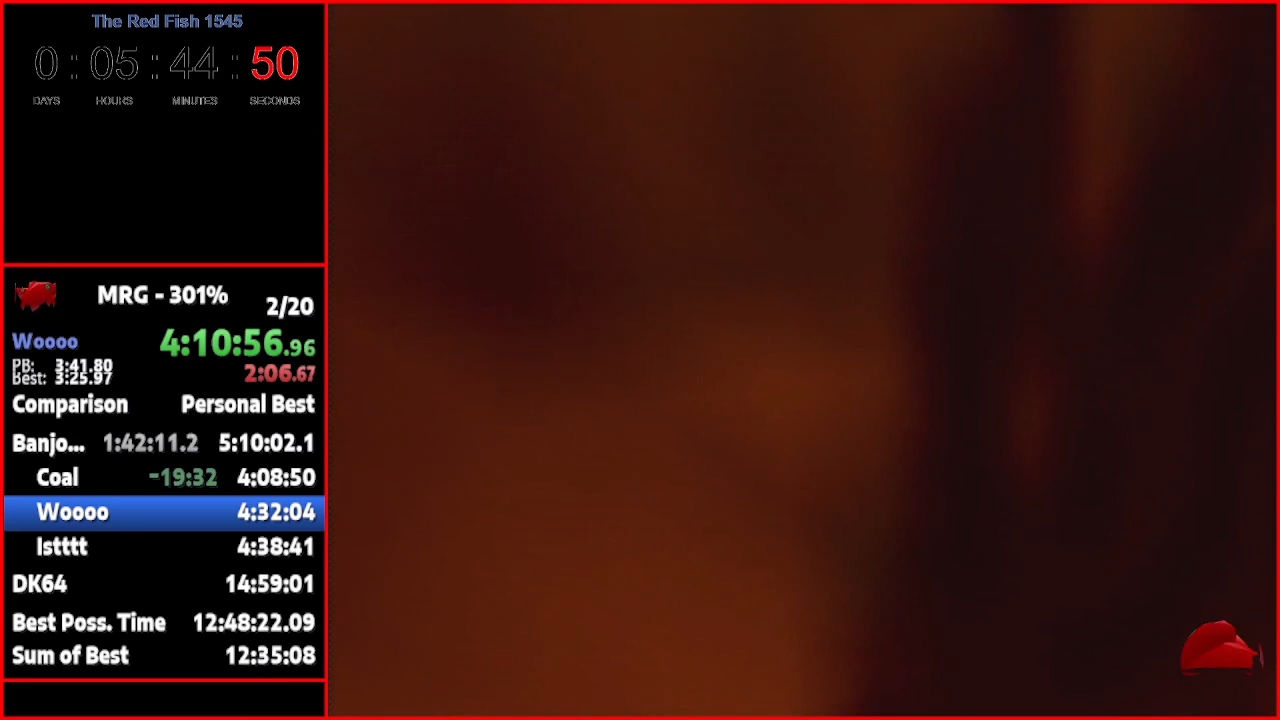 The Red Fish 1545
0 : 05 : 44 : 50
DAYS HOURS MINUTES SECONDS
MRG - 301% 2/20
Woooo 4:10:56.96
PB: 3:41.80
Best: 3:25.97 2:06.67
Comparison Personal Best
Banjo... 1:42:11.2 5:10:02.1
Coal -19:32 4:08:50
Woooo 4:32:04
Istttt 4:38:41
DK64 14:59:01
Best Poss. Time 12:48:22.09
Sum of Best 12:35:08